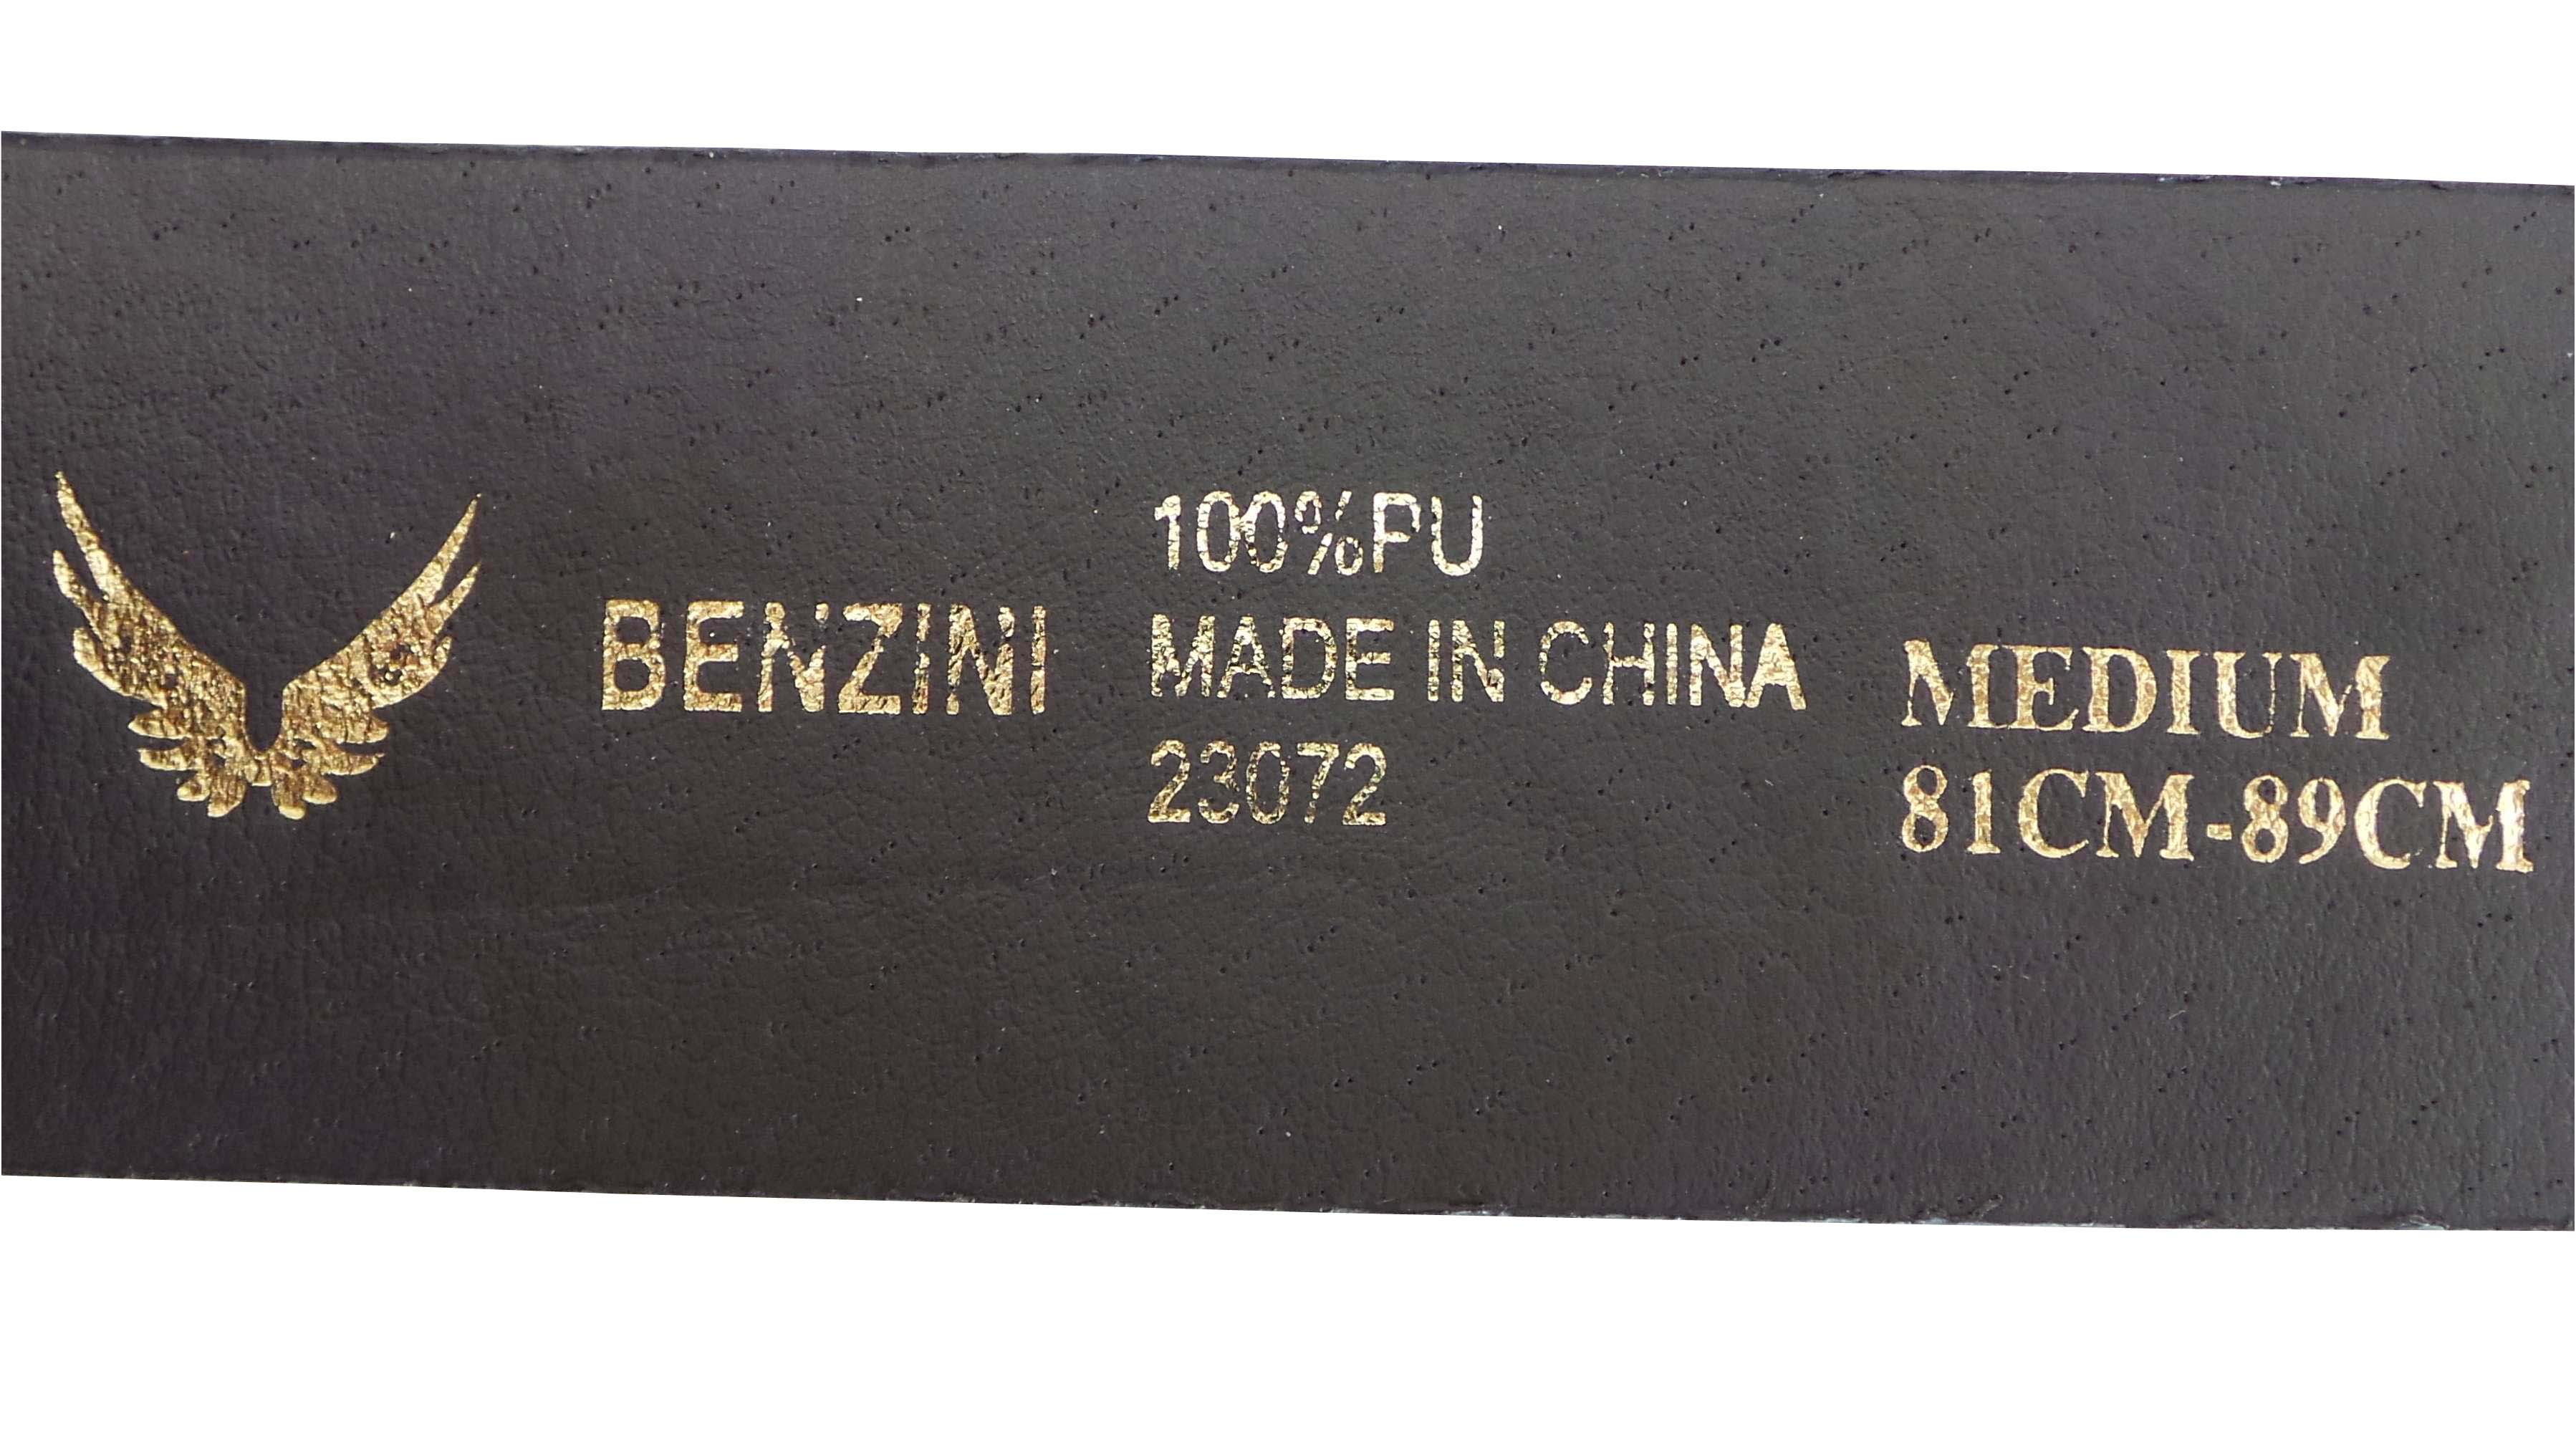 BENZINI
100%PU
MADE IN CHINA
23072
MEDIUM
81CM-89CM